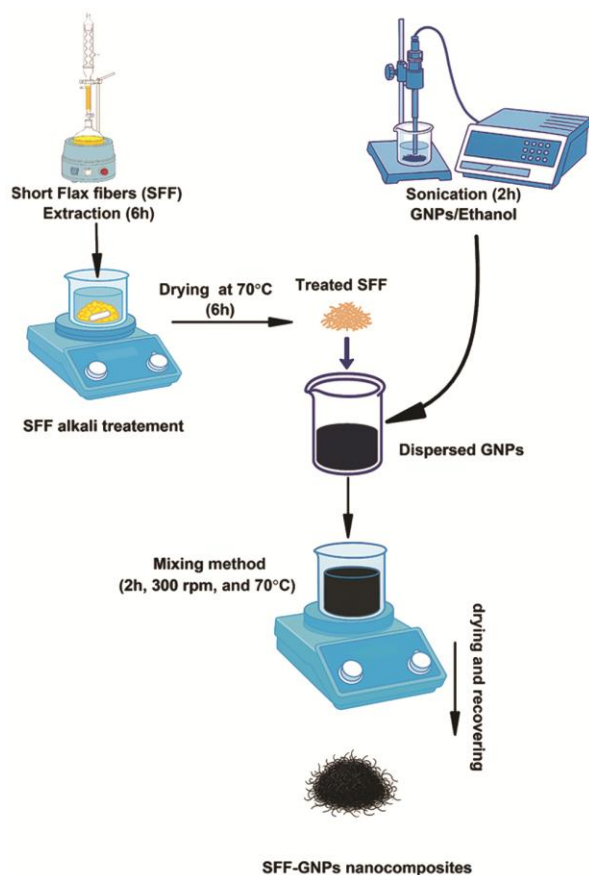 Short Flax fibers (SFF)
Extraction (6h)
Sonication (2h)
GNPs/Ethanol
Drying at 70°C
(6h)
Treated SFF
SFF alkali treatement
Dispersed GNPs
Mixing method
(2h, 300 rpm, and 70°C)
drying and recovering
SFF-GNPs nanocomposites